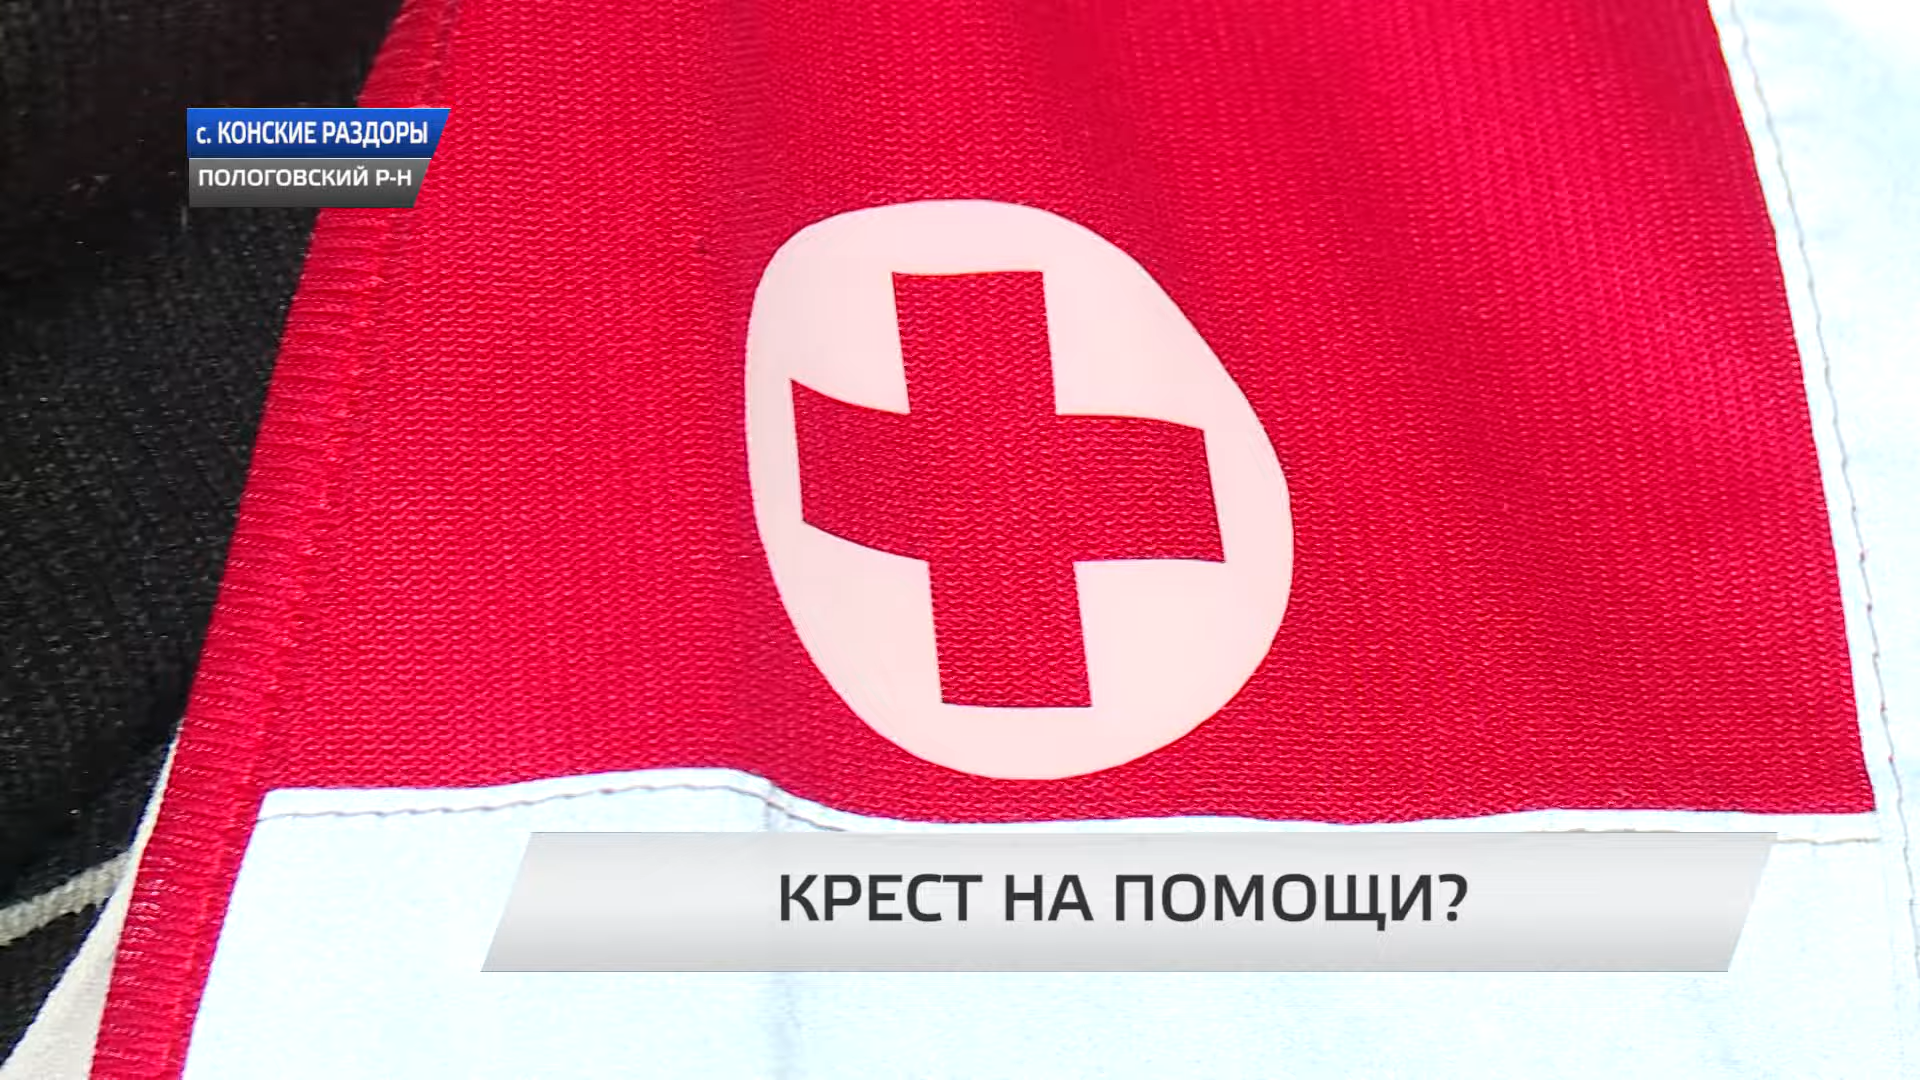 с. КОНСКИЕ РАЗДОРЫ
ПОЛОГОВСКИЙ Р-Н
КРЕСТ НА ПОМОЩИ?